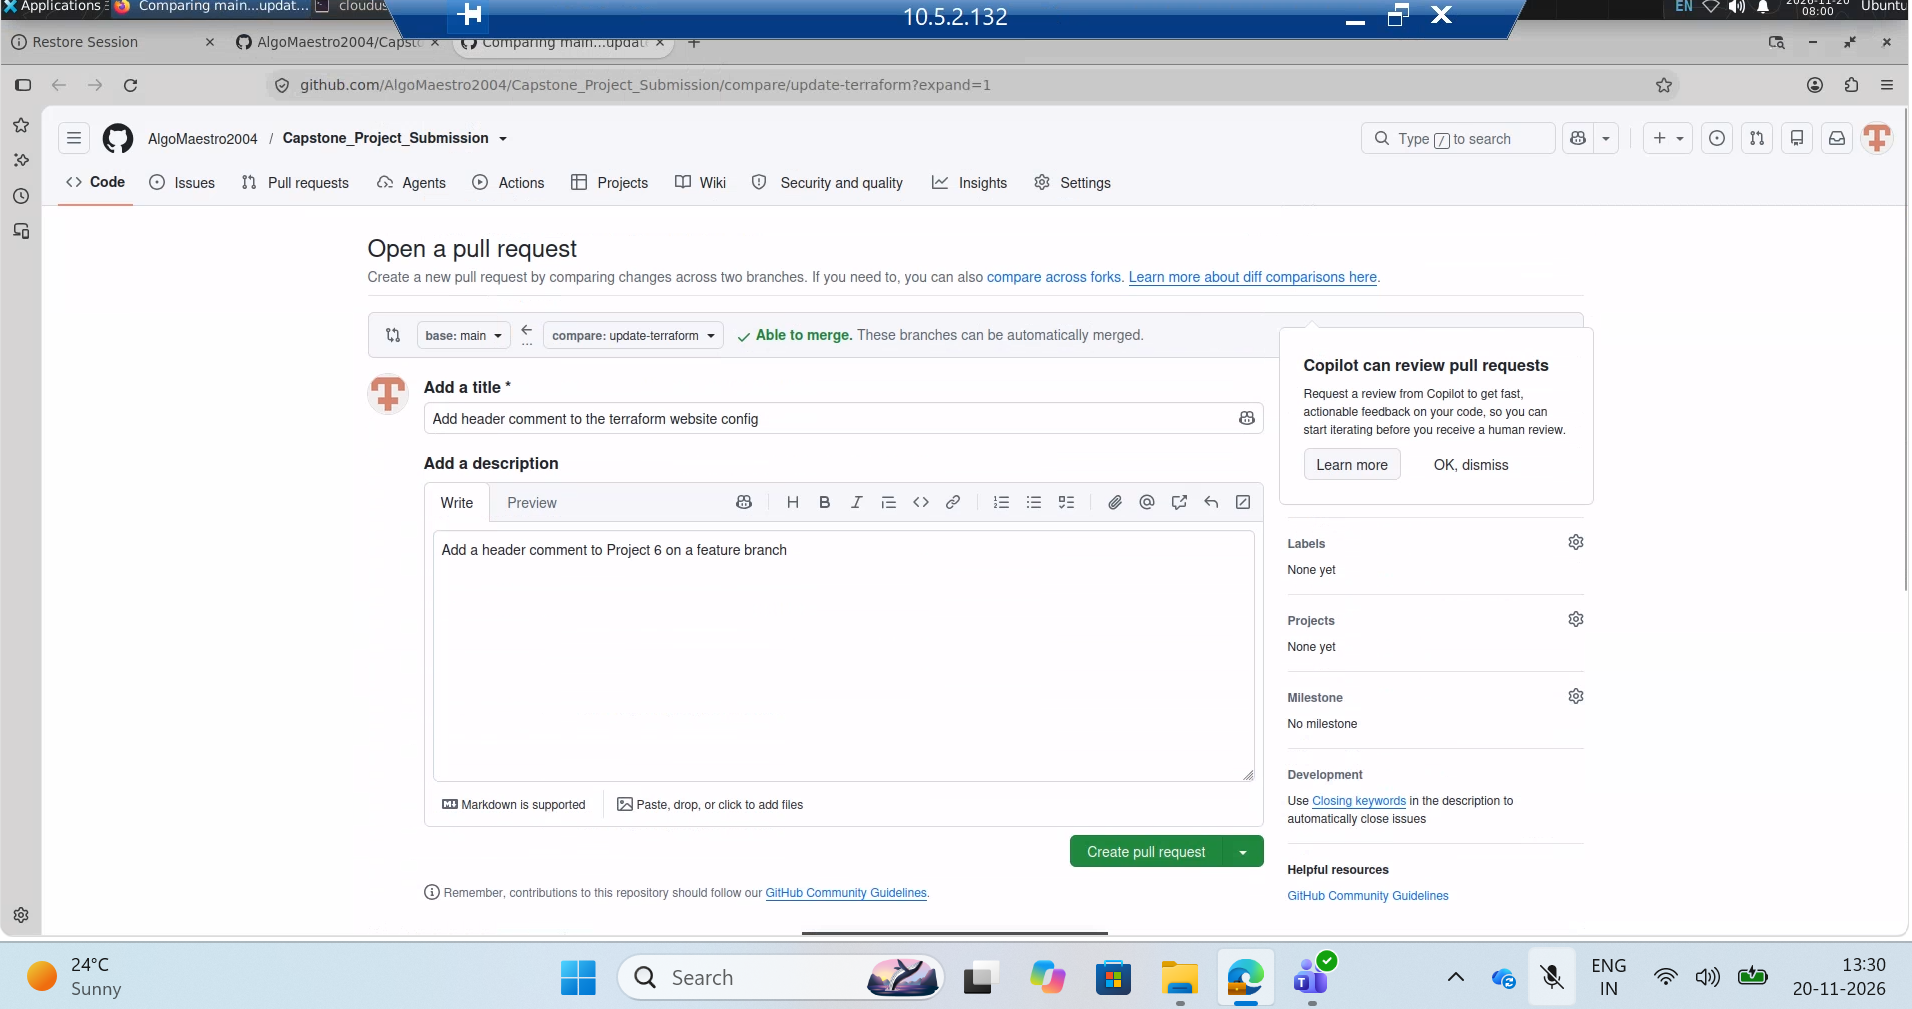 Applications
Comparing main...updat...
10.5.2.132
EN
2026-11-20
08:00
Ubuntu
Restore Session
AlgoMaestro2004/Capst
Comparing main...updat
github.com/AlgoMaestro2004/Capstone_Project_Submission/compare/update-terraform?expand=1
AlgoMaestro2004 / Capstone_Project_Submission
Type / to search
Code
Issues
Pull requests
Agents
Actions
Projects
Wiki
Security and quality
Insights
Settings
Open a pull request
Create a new pull request by comparing changes across two branches. If you need to, you can also compare across forks. Learn more about diff comparisons here.
base: main
...
compare: update-terraform
Able to merge. These branches can be automatically merged.
Copilot can review pull requests
Request a review from Copilot to get fast,
actionable feedback on your code, so you can
start iterating before you receive a human review.
Learn more
OK, dismiss
Add a title *
Add header comment to the terraform website config
Add a description
Write
Preview
Add a header comment to Project 6 on a feature branch
Markdown is supported
Paste, drop, or click to add files
Create pull request
Remember, contributions to this repository should follow our GitHub Community Guidelines.
Labels
None yet
Projects
None yet
Milestone
No milestone
Development
Use Closing keywords in the description to
automatically close issues
Helpful resources
GitHub Community Guidelines
24°C
Sunny
Search
ENG
IN
13:30
20-11-2026